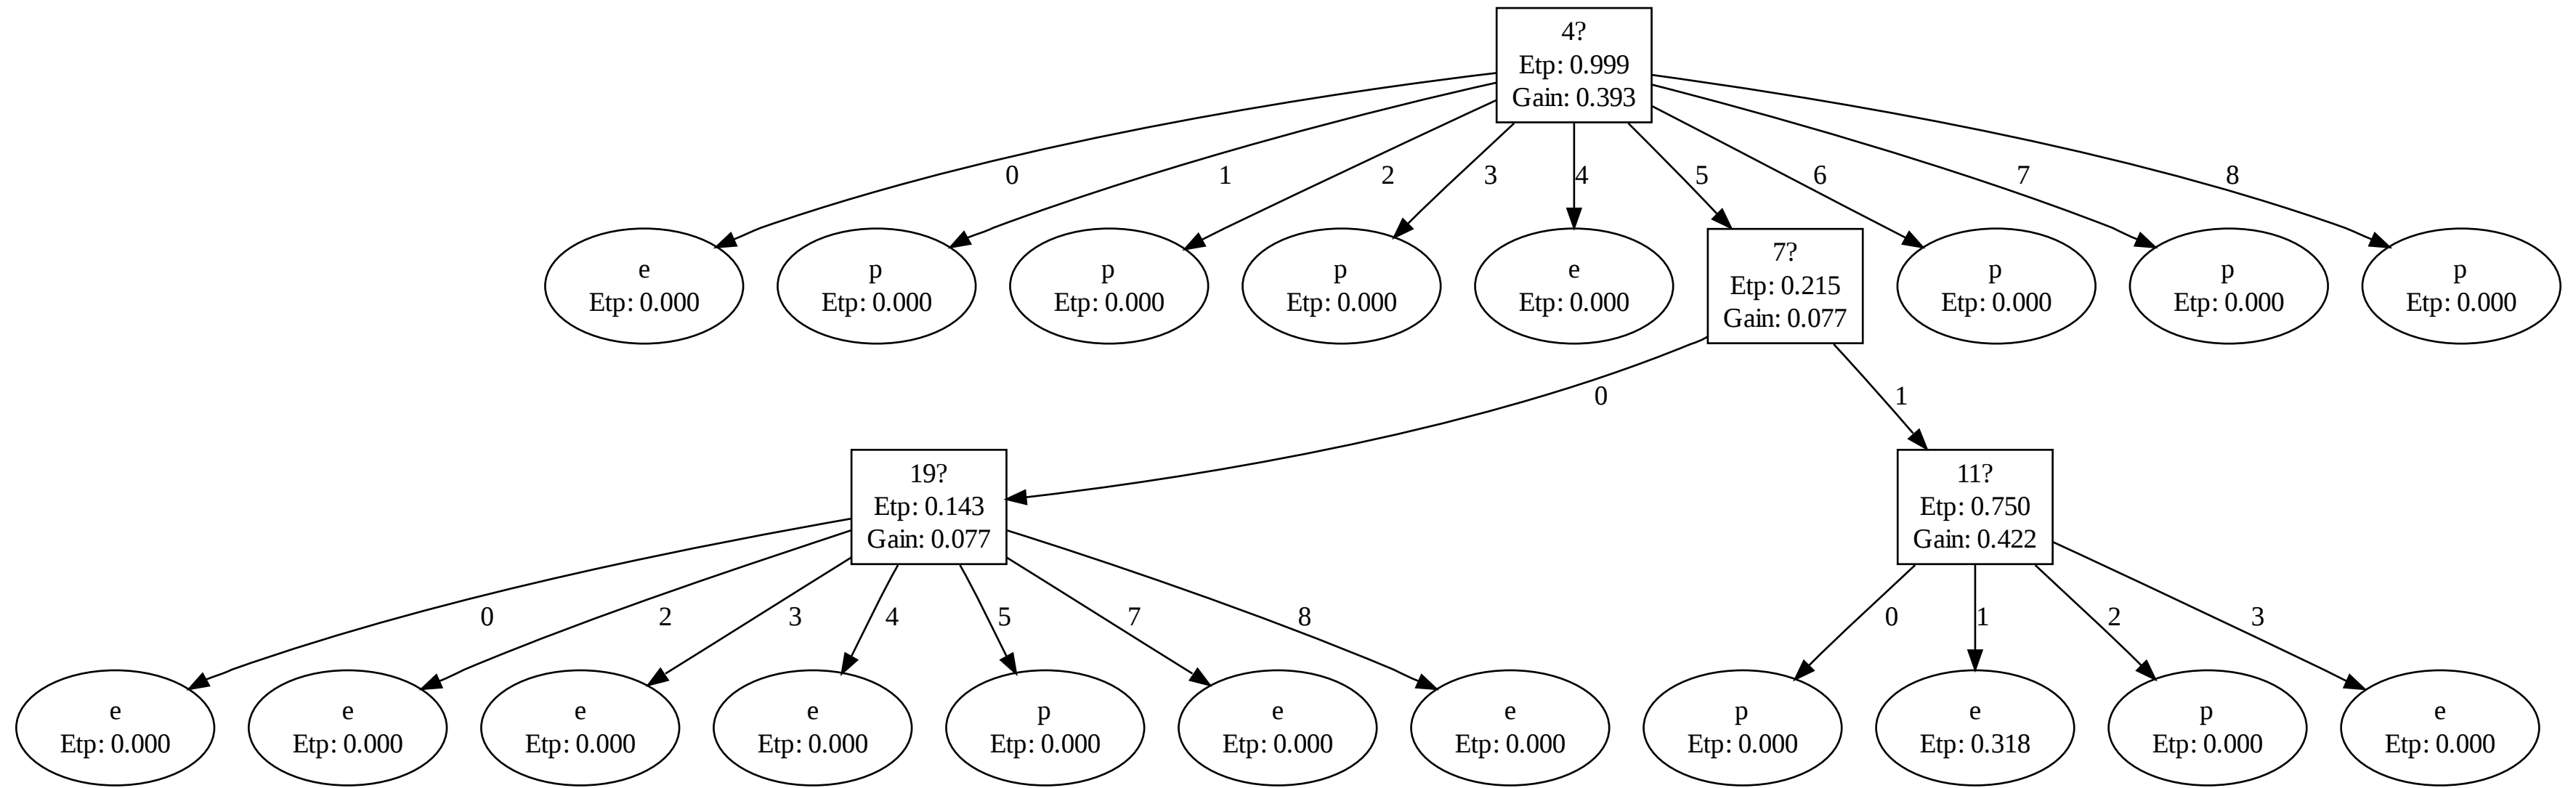 4?
Etp: 0.999
Gain: 0.393
0
1
2
3
4
5
6
7
8
e
Etp: 0.000
p
Etp: 0.000
p
Etp: 0.000
p
Etp: 0.000
e
Etp: 0.000
7?
Etp: 0.215
Gain: 0.077
p
Etp: 0.000
p
Etp: 0.000
p
Etp: 0.000
0
1
19?
Etp: 0.143
Gain: 0.077
11?
Etp: 0.750
Gain: 0.422
0
2
3
4
5
7
8
0
1
2
3
e
Etp: 0.000
e
Etp: 0.000
e
Etp: 0.000
e
Etp: 0.000
p
Etp: 0.000
e
Etp: 0.000
e
Etp: 0.000
p
Etp: 0.000
e
Etp: 0.318
p
Etp: 0.000
e
Etp: 0.000